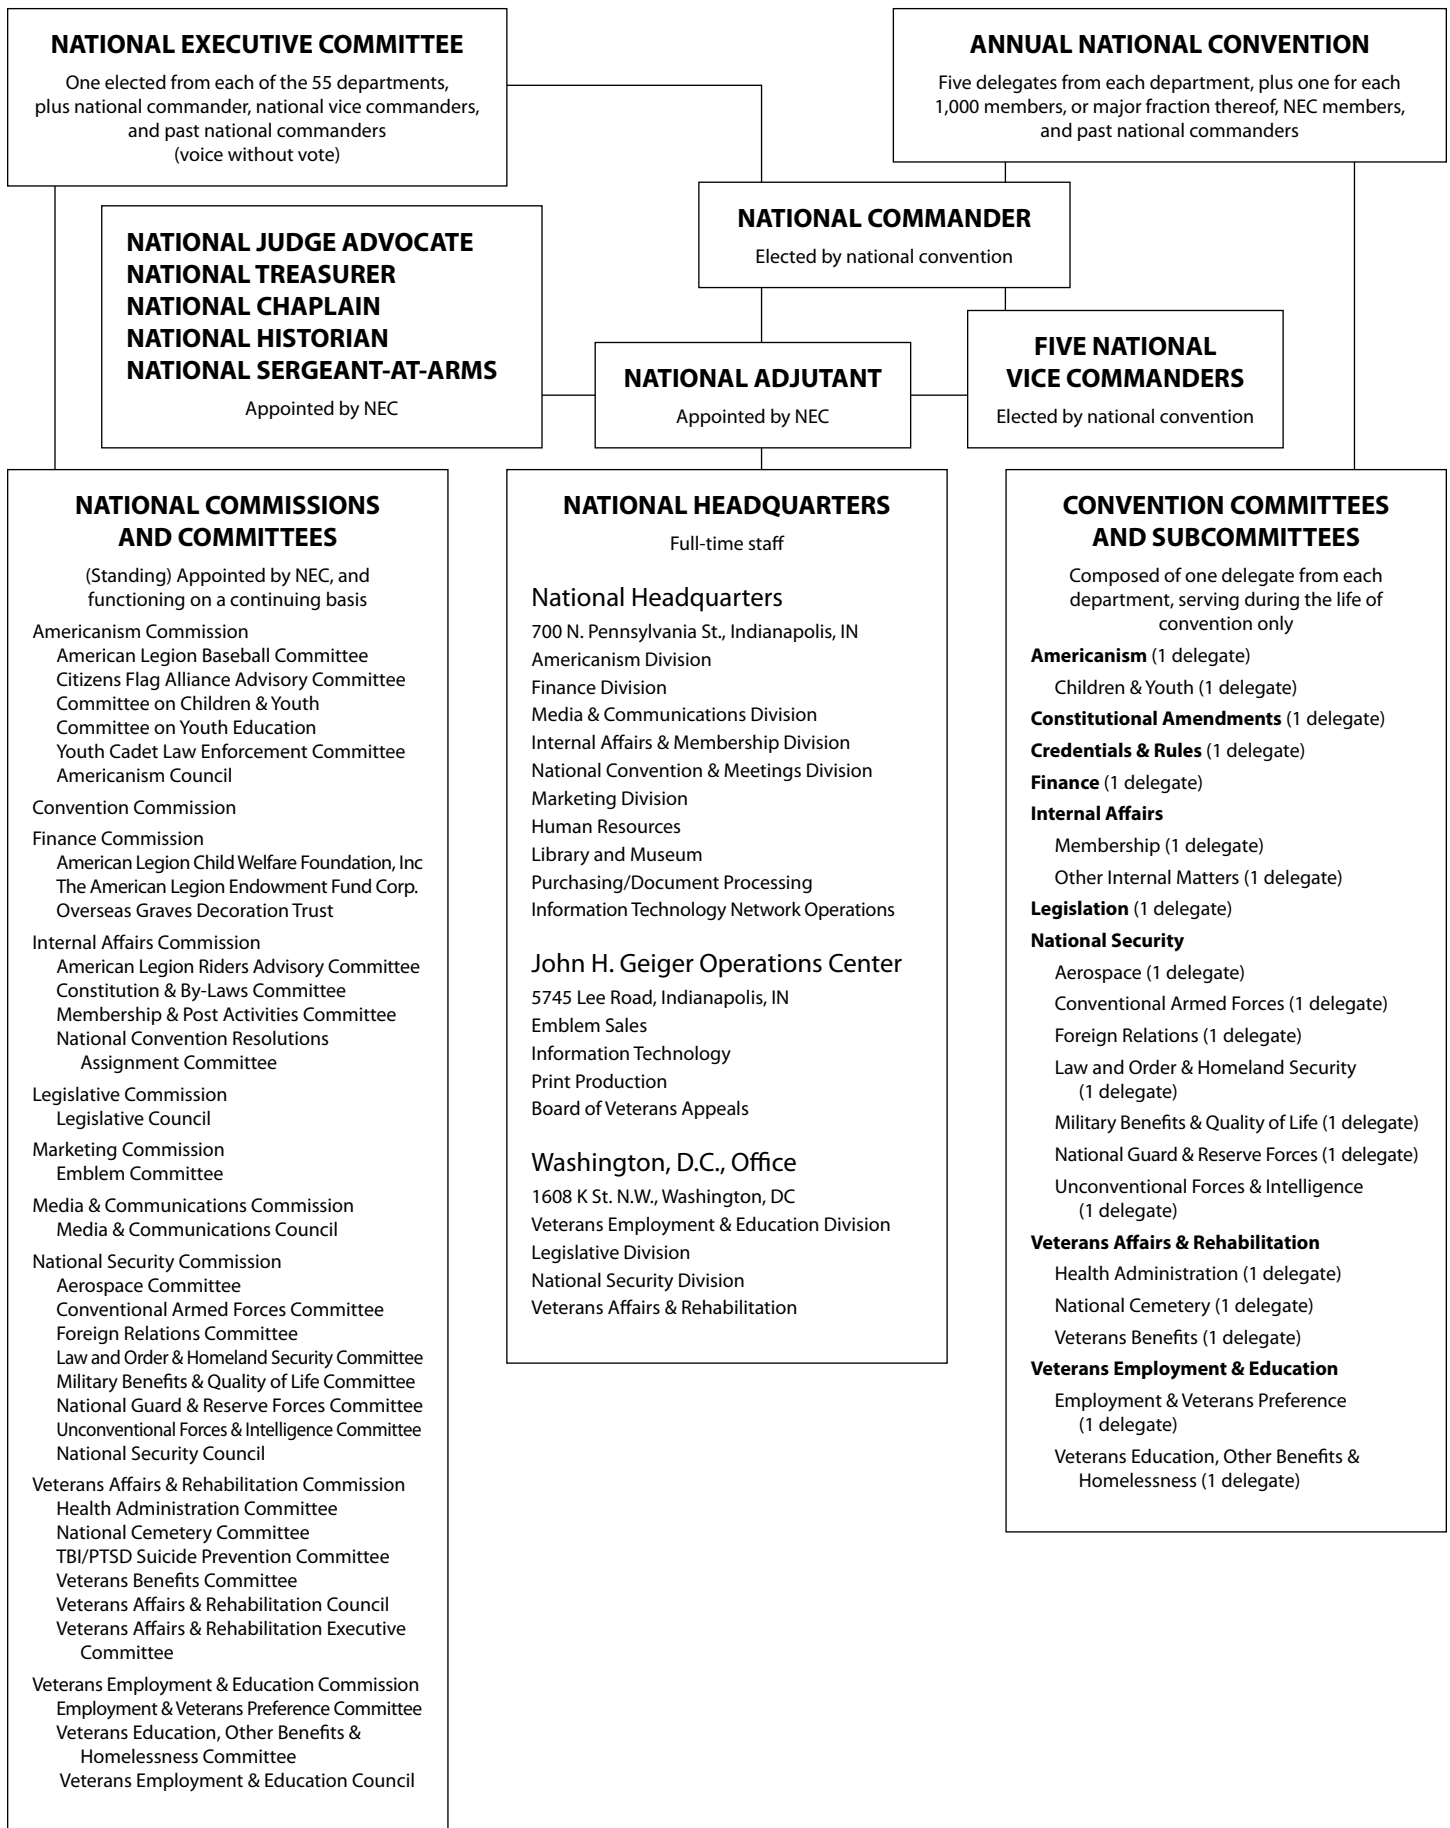 NATIONAL EXECUTIVE COMMITTEE
One elected from each of the 55 departments,
plus national commander, national vice commanders,
and past national commanders
(voice without vote)
ANNUAL NATIONAL CONVENTION
Five delegates from each department, plus one for each
1,000 members, or major fraction thereof, NEC members,
and past national commanders
NATIONAL COMMANDER
Elected by national convention
NATIONAL JUDGE ADVOCATE
NATIONAL TREASURER
NATIONAL CHAPLAIN
NATIONAL HISTORIAN
NATIONAL SERGEANT-AT-ARMS
Appointed by NEC
NATIONAL ADJUTANT
Appointed by NEC
FIVE NATIONAL
VICE COMMANDERS
Elected by national convention
NATIONAL COMMISSIONS
AND COMMITTEES
(Standing) Appointed by NEC, and
functioning on a continuing basis
Americanism Commission
American Legion Baseball Committee
Citizens Flag Alliance Advisory Committee
Committee on Children & Youth
Committee on Youth Education
Youth Cadet Law Enforcement Committee
Americanism Council
Convention Commission
Finance Commission
American Legion Child Welfare Foundation, Inc
The American Legion Endowment Fund Corp.
Overseas Graves Decoration Trust
Internal Affairs Commission
American Legion Riders Advisory Committee
Constitution & By-Laws Committee
Membership & Post Activities Committee
National Convention Resolutions
Assignment Committee
Legislative Commission
Legislative Council
Marketing Commission
Emblem Committee
Media & Communications Commission
Media & Communications Council
National Security Commission
Aerospace Committee
Conventional Armed Forces Committee
Foreign Relations Committee
Law and Order & Homeland Security Committee
Military Benefits & Quality of Life Committee
National Guard & Reserve Forces Committee
Unconventional Forces & Intelligence Committee
National Security Council
Veterans Affairs & Rehabilitation Commission
Health Administration Committee
National Cemetery Committee
TBI/PTSD Suicide Prevention Committee
Veterans Benefits Committee
Veterans Affairs & Rehabilitation Council
Veterans Affairs & Rehabilitation Executive
Committee
Veterans Employment & Education Commission
Employment & Veterans Preference Committee
Veterans Education, Other Benefits &
Homelessness Committee
Veterans Employment & Education Council
NATIONAL HEADQUARTERS
Full-time staff
National Headquarters
700 N. Pennsylvania St., Indianapolis, IN
Americanism Division
Finance Division
Media & Communications Division
Internal Affairs & Membership Division
National Convention & Meetings Division
Marketing Division
Human Resources
Library and Museum
Purchasing/Document Processing
Information Technology Network Operations
John H. Geiger Operations Center
5745 Lee Road, Indianapolis, IN
Emblem Sales
Information Technology
Print Production
Board of Veterans Appeals
Washington, D.C., Office
1608 K St. N.W., Washington, DC
Veterans Employment & Education Division
Legislative Division
National Security Division
Veterans Affairs & Rehabilitation
CONVENTION COMMITTEES
AND SUBCOMMITTEES
Composed of one delegate from each
department, serving during the life of
convention only
Americanism (1 delegate)
Children & Youth (1 delegate)
Constitutional Amendments (1 delegate)
Credentials & Rules (1 delegate)
Finance (1 delegate)
Internal Affairs
Membership (1 delegate)
Other Internal Matters (1 delegate)
Legislation (1 delegate)
National Security
Aerospace (1 delegate)
Conventional Armed Forces (1 delegate)
Foreign Relations (1 delegate)
Law and Order & Homeland Security
(1 delegate)
Military Benefits & Quality of Life (1 delegate)
National Guard & Reserve Forces (1 delegate)
Unconventional Forces & Intelligence
(1 delegate)
Veterans Affairs & Rehabilitation
Health Administration (1 delegate)
National Cemetery (1 delegate)
Veterans Benefits (1 delegate)
Veterans Employment & Education
Employment & Veterans Preference
(1 delegate)
Veterans Education, Other Benefits &
Homelessness (1 delegate)